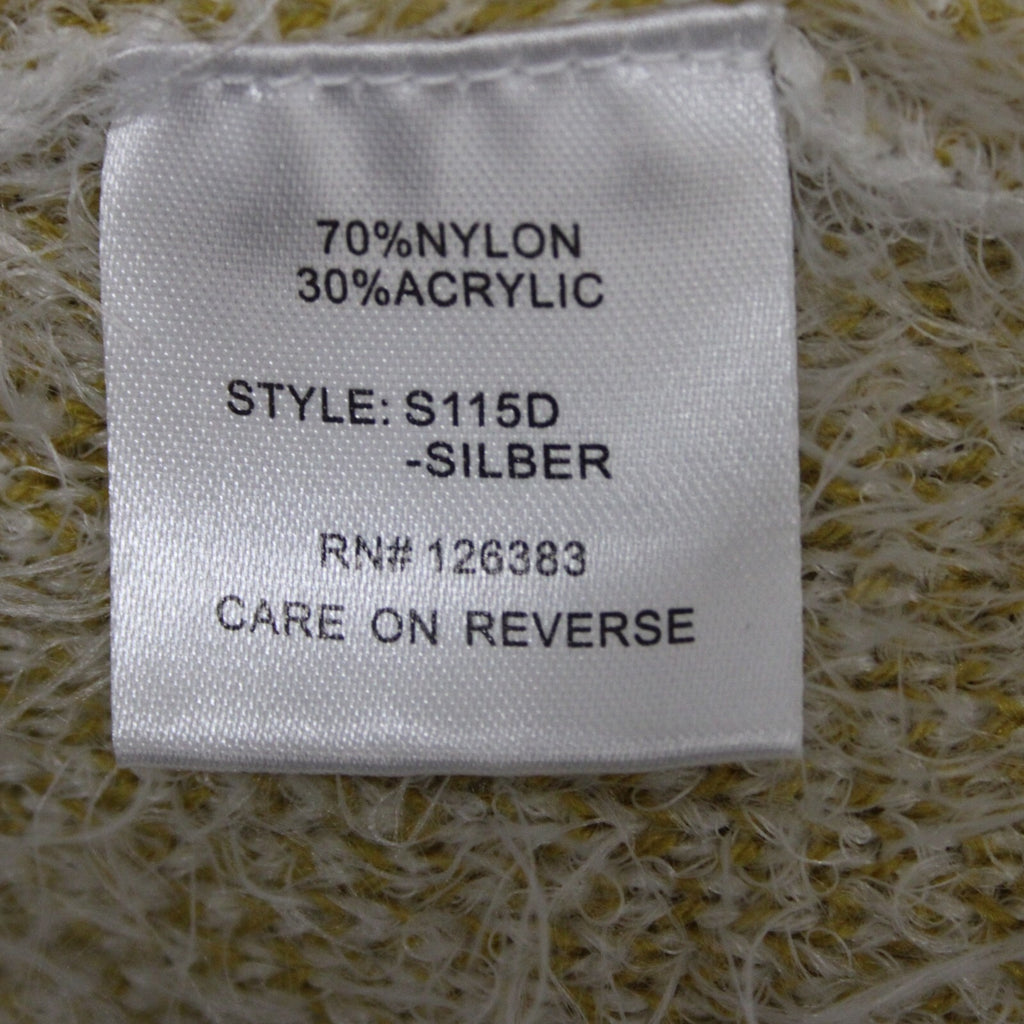 70%NYLON
30%ACRYLIC
STYLE: S115D
-SILBER
RN# 126383
CARE ON REVERSE